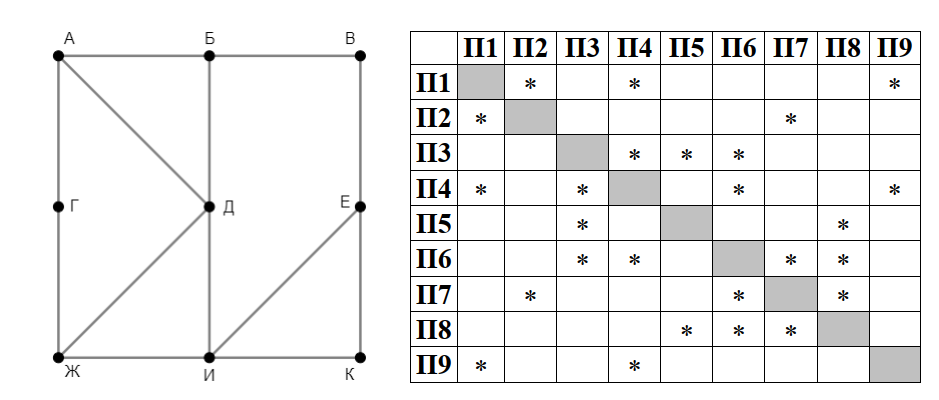 А Б В
Г Д Е
Ж И К
П1 П2 П3 П4 П5 П6 П7 П8 П9
П1 * * *
П2 * *
П3 * * *
П4 * * * *
П5 * *
П6 * * * *
П7 * * *
П8 * * *
П9 * *